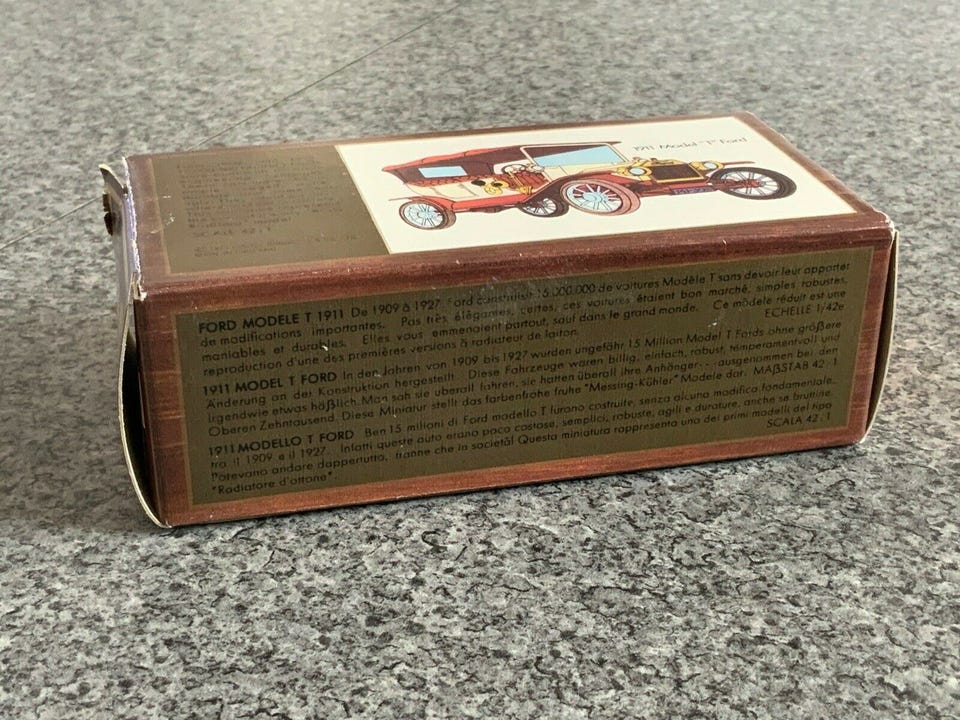 1911 Model "T" Ford
SCALE 42:1
FORD MODELE T 1911 De 1909 à 1927 Ford construisit 15 000.000 de voitures Modèle T sans devoir leur apporter
de modifications importantes. Pas très élégantes, certes, ces voitures étaient bon marché, simples robustes,
maniables et durables. Elles vous emmenaient partout, sauf dans le grand monde. Ce modèle réduit est une
reproduction d'une des premières versions à radiateur de laiton. ECHELLE 1/42e
1911 MODEL T FORD In den Jahren von 1909 bis 1927 wurden ungefähr 15 Million Model T Fords ohne größere
Änderung an der Konstruktion hergestellt. Diese Fahrzeuge waren billig, einfach, robust, temperamentvoll und
irgendwie etwas häßlich. Man sah sie uberall fahren, sie hatten überall ihre Anhänger--- ausgenommen bei den
Oberen Zehntausend. Diese Miniatur stellt das farbenfrohe fruhe "Messing-Kühler" Modele dar. MAßSTAB 42:1
1911 MODELLO T FORD Ben 15 milioni di Ford modello T furono costruite, senza alcuna modifica fondamentale,
tra il 1909 e il 1927. Infatti queste auto erano poco costose, semplici, robuste, agili e durature, anche se bruttine.
Potevano andare dappertutto, tranne che in società! Questa miniatura rappresenta uno dei primi modelli del tipo
"Radiatore d'ottone" SCALA 42:1